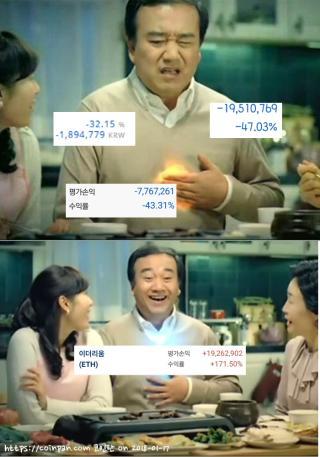 -32.15 %
-1,894,779 KRW
-19,510,769
-47.03%
평가손익 -7,767,261
수익률 -43.31%
이더리움 평가손익 +19,262,902
(ETH) 수익률 +171.50%
https://coinpan.com on 2018-01-17